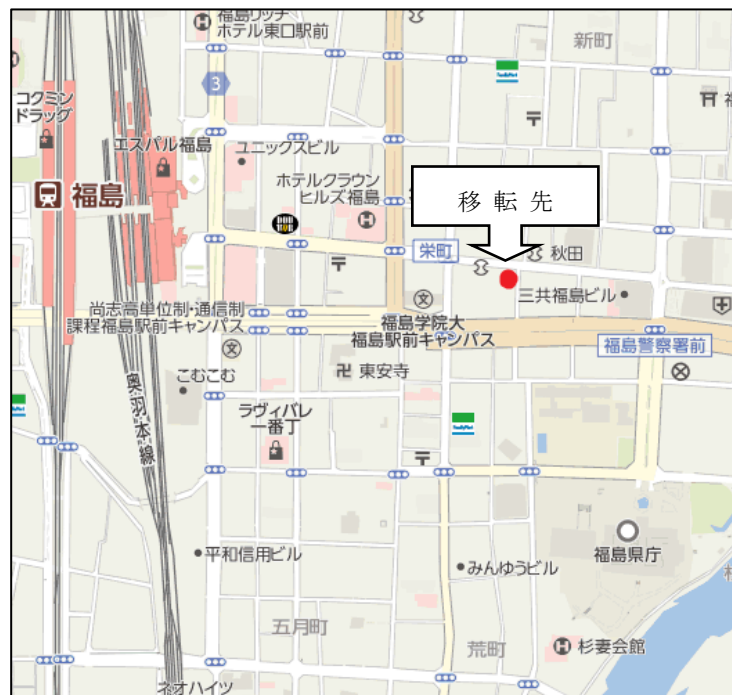 福島リッチ
ホテル東口駅前
新町
3
コクミン
ドラッグ
FamilyMart
福
エスパル福島
ユニックスビル
移転先
ホテルクラウン
ヒルズ福島
福島
栄町
秋田
三共福島ビル
尚志高単位制・通信制
課程福島駅前キャンパス
福島学院大
福島駅前キャンパス
福島警察署前
こむこむ
東安寺
奥羽本線
ラヴィバレ
一番丁
FamilyMart
平和信用ビル
みんゆうビル
福島県庁
五月町
荒町
杉妻会館
ネオハイツ